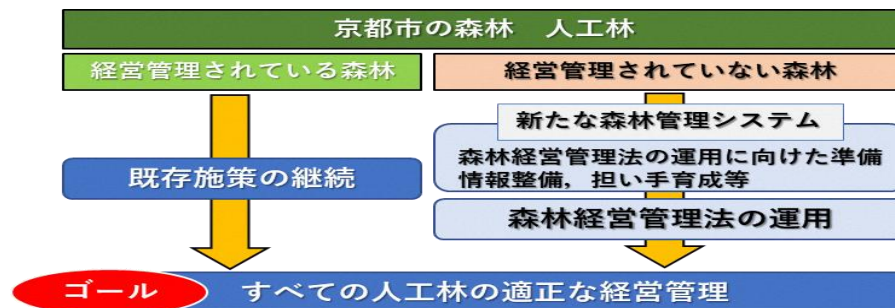 京都市の森林　人工林
経営管理されている森林
経営管理されていない森林
新たな森林管理システム
森林経営管理法の運用に向けた準備
情報整備，担い手育成等
既存施策の継続
森林経営管理法の運用
ゴール
すべての人工林の適正な経営管理